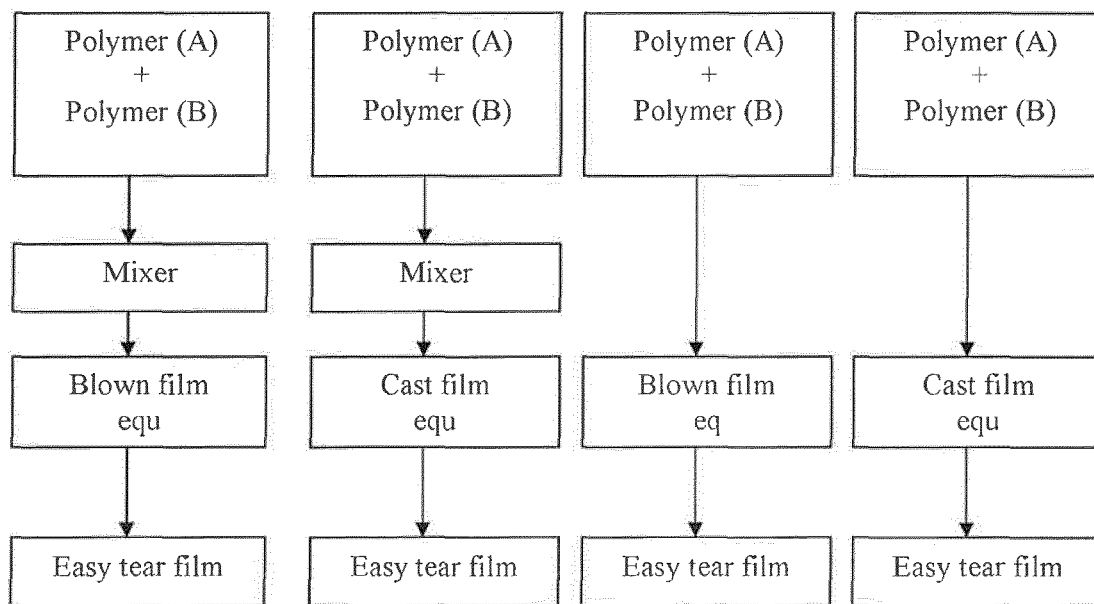 Polymer (A)
+
Polymer (B)
Mixer
Blown film
equ
Easy tear film
Polymer (A)
+
Polymer (B)
Mixer
Cast film
equ
Easy tear film
Polymer (A)
+
Polymer (B)
Blown film
eq
Easy tear film
Polymer (A)
+
Polymer (B)
Cast film
equ
Easy tear film